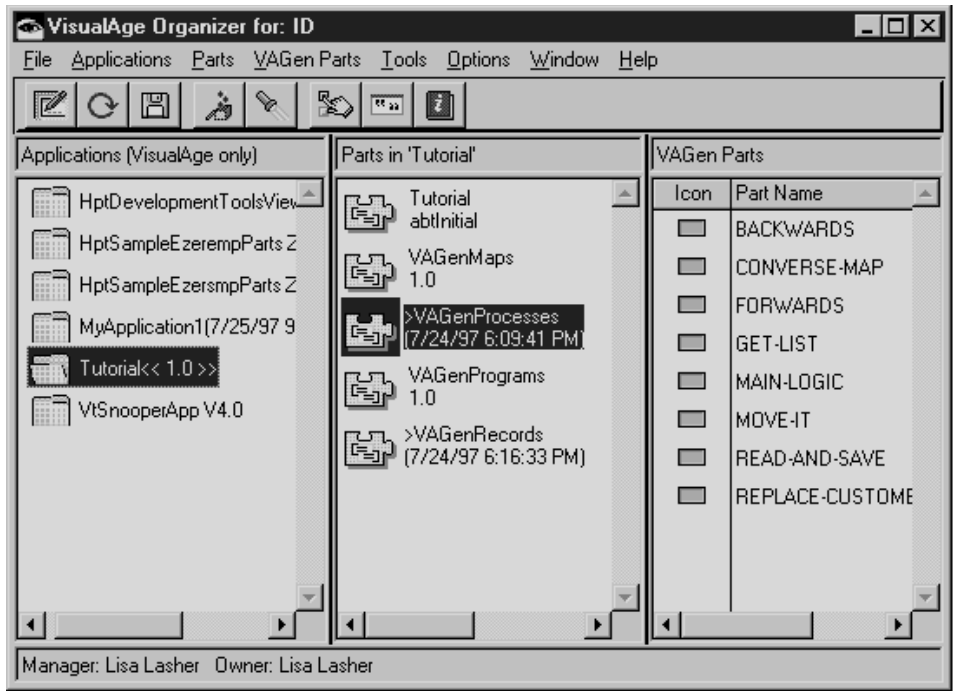 VisualAge Organizer for: ID
File Applications Parts VAGen Parts Tools Options Window Help
Applications (VisualAge only)
HptDevelopmentToolsView
HptSampleEzerempParts Z
HptSampleEzersmpParts Z
MyApplication1(7/25/97 9
Tutorial<< 1.0 >>
VtSnooperApp V4.0
Parts in 'Tutorial'
Tutorial
abtInitial
VAGenMaps
1.0
>VAGenProcesses
(7/24/97 6:09:41 PM)
VAGenPrograms
1.0
>VAGenRecords
(7/24/97 6:16:33 PM)
VAGen Parts
Icon Part Name
BACKWARDS
CONVERSE-MAP
FORWARDS
GET-LIST
MAIN-LOGIC
MOVE-IT
READ-AND-SAVE
REPLACE-CUSTOME
Manager: Lisa Lasher Owner: Lisa Lasher